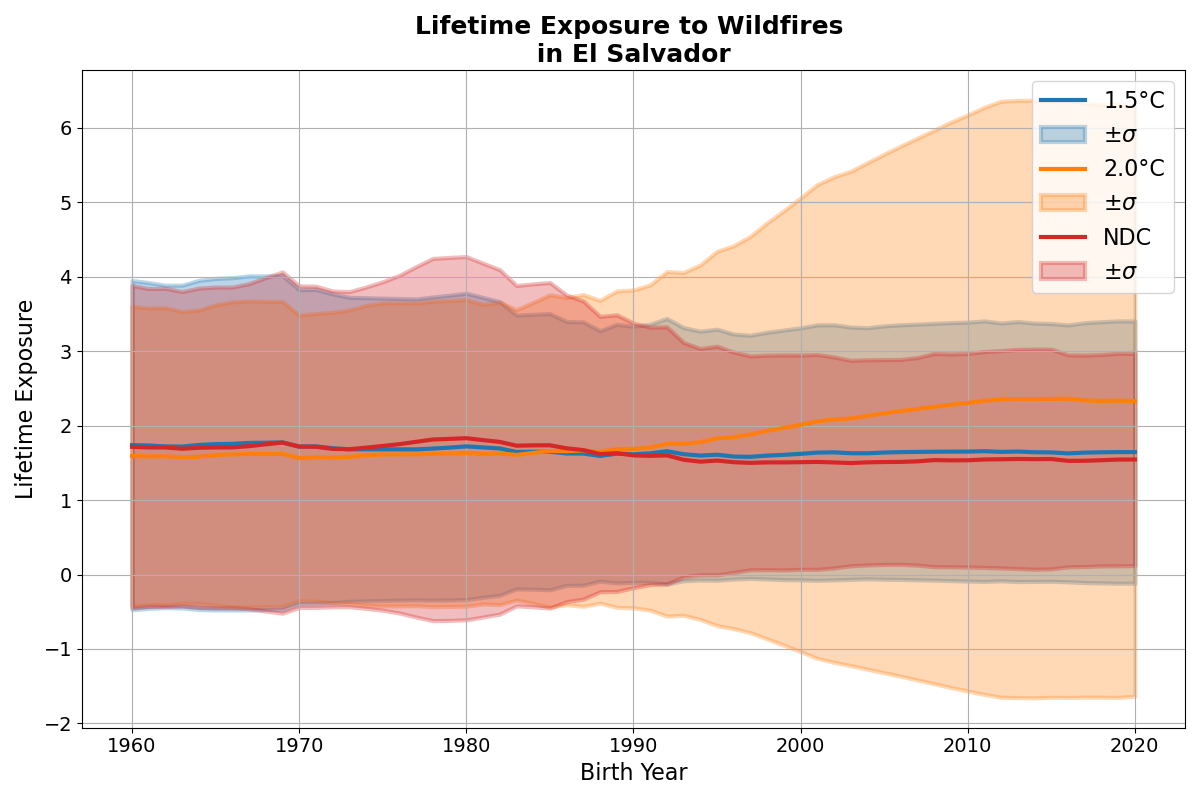 Lifetime Exposure to Wildfires
in El Salvador
Lifetime Exposure
6
5
4
3
2
1
0
−1
−2
1960
1970
1980
1990
2000
2010
2020
Birth Year
1.5°C
±σ
2.0°C
±σ
NDC
±σ